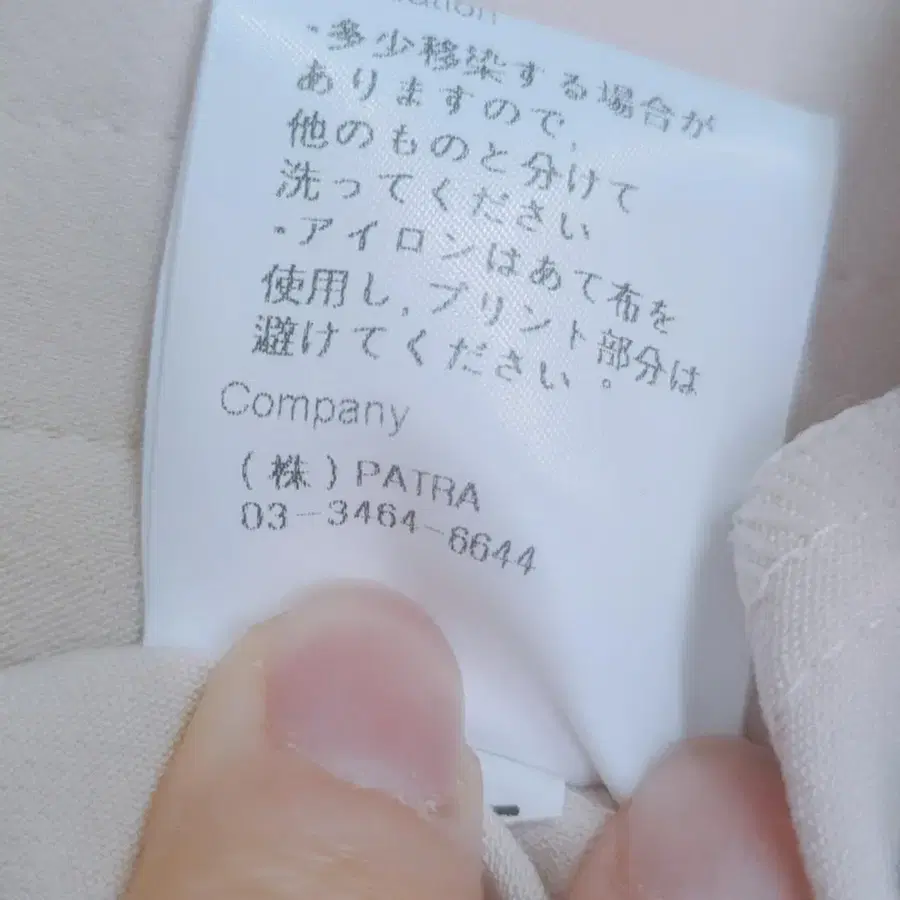 ・多少移染する場合が
ありますので,
他のものと分けて
洗ってください
・アイロンはあて布を
使用し,プリント部分は
避けてください。
Company
(株)PATRA
03-3464-6644